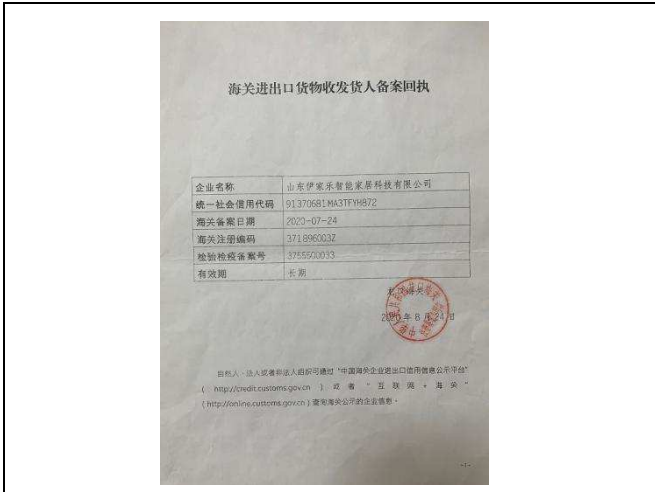 海关进出口货物收发货人备案回执
企业名称 山东伊家乐智能家居科技有限公司
统一社会信用代码 91370681MA3TFYH872
海关备案日期 2020-07-24
海关注册编码 371896003Z
检验检疫备案号 3755600033
有效期 长期
海关
2020年8月24日
自然人、法人或者非法人组织可通过“中国海关企业进出口信用信息公示平台”
( http://credit.customs.gov.cn ) 或者 “互联网+海关”
( http://online.customs.gov.cn ) 查询海关公示的企业信息。
-1-